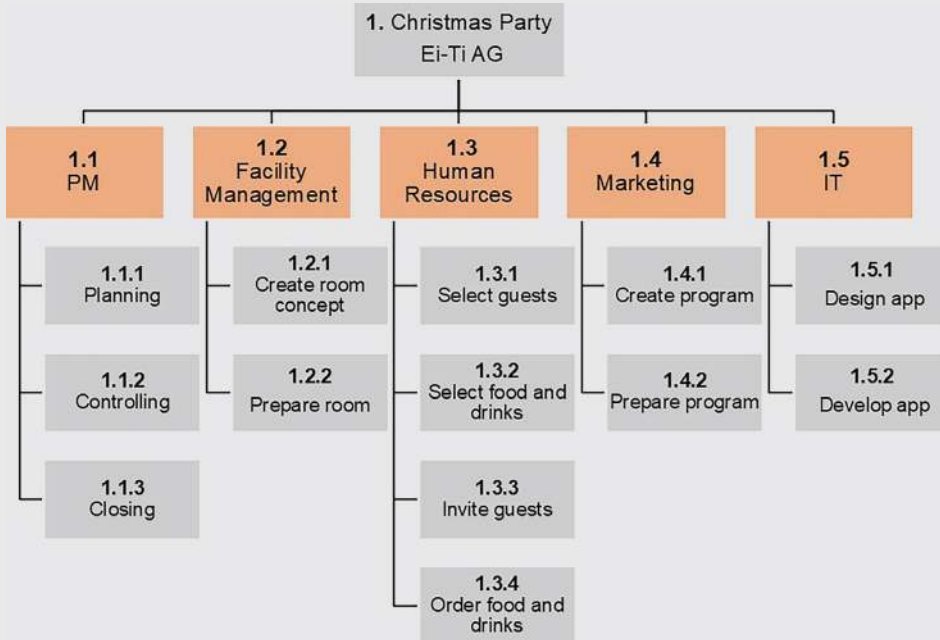 1. Christmas Party
Ei-Ti AG
1.1
PM
1.2
Facility
Management
1.3
Human
Resources
1.4
Marketing
1.5
IT
1.1.1
Planning
1.2.1
Create room
concept
1.3.1
Select guests
1.4.1
Create program
1.5.1
Design app
1.1.2
Controlling
1.2.2
Prepare room
1.3.2
Select food and
drinks
1.4.2
Prepare program
1.5.2
Develop app
1.1.3
Closing
1.3.3
Invite guests
1.3.4
Order food and
drinks